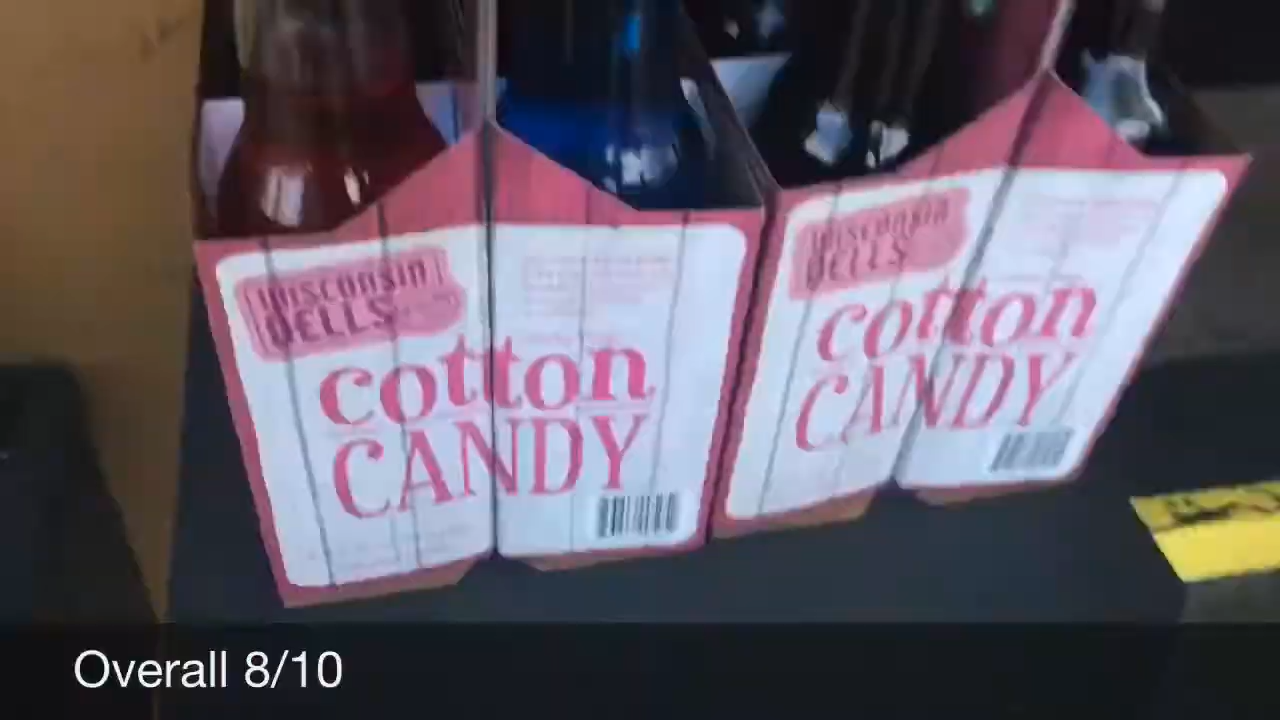 WISCONSIN
DELLS
cotton
CANDY
WISCONSIN
DELLS
cotton
CANDY
Overall 8/10